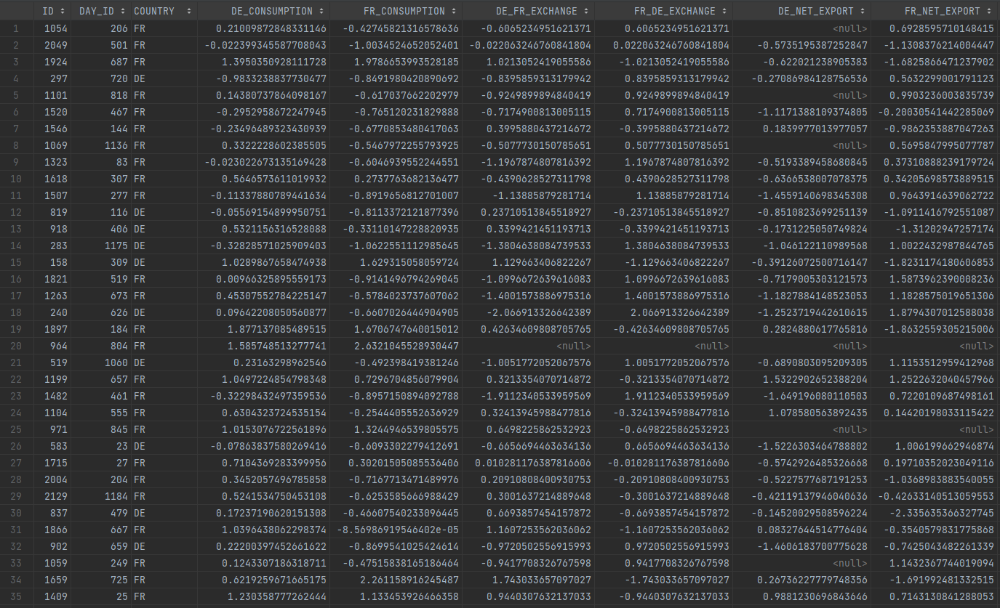 ID DAY_ID COUNTRY DE_CONSUMPTION FR_CONSUMPTION DE_FR_EXCHANGE FR_DE_EXCHANGE DE_NET_EXPORT FR_NET_EXPORT
1 1054 206 FR 0.21009872848331146 -0.42745821316578636 -0.6065234951621371 0.6065234951621371 <null> 0.6928595710148415
2 2049 501 FR -0.022399345587708043 -1.0034524652052401 -0.022063246760841804 0.022063246760841804 -0.5735195387252847 -1.1308376214004447
3 1924 687 FR 1.3950350928111728 1.9786653993528185 1.0213052419055586 -1.0213052419055586 -0.622021238905383 -1.6825866471237902
4 297 720 DE -0.9833238837730477 -0.8491980420890692 -0.8395859313179942 0.8395859313179942 -0.27086984128756536 0.5632299001791123
5 1101 818 FR 0.14380737864098167 -0.617037662202979 -0.9249899894840419 0.9249899894840419 <null> 0.9903236003835739
6 1520 467 FR -0.2952958672247945 -0.765120231829888 -0.7174900813005115 0.7174900813005115 -1.1171388109374805 -0.20030541442285069
7 1546 144 FR -0.23496489323430939 -0.6770853480417063 0.3995880437214672 -0.3995880437214672 0.1839977013977057 -0.9862353887047263
8 1069 1136 FR 0.3322228602385505 -0.5467972255793925 -0.5077730150785651 0.5077730150785651 <null> 0.5695847995077787
9 1323 83 FR -0.023022673135169428 -0.6046939552244551 -1.1967874807816392 1.1967874807816392 -0.5193389458680845 0.37310888239179724
10 1618 307 FR 0.5646573611019932 0.2737763682136477 -0.4390628527311798 0.4390628527311798 -0.6366538007078375 0.34205698573889515
11 1507 277 FR -0.11337880789441634 -0.8919656812701007 -1.13885879281714 1.13885879281714 -1.4559140698345308 0.9643914639062722
12 819 116 DE -0.05569154899950751 -0.8113372121877396 0.23710513845518927 -0.23710513845518927 -0.8510823699251139 -1.0911416792551087
13 918 406 DE 0.5321156316528088 -0.33110147228820935 0.3399421451193713 -0.3399421451193713 -0.1731225050749824 -1.31202947257174
14 283 1175 DE -0.32828571025909403 -1.0622551112985645 -1.3804638084739533 1.3804638084739533 -1.046122110989568 1.0022432987844765
15 158 309 DE 1.0289867658474938 1.629315058059724 1.129663406822267 -1.129663406822267 -0.39126072500716147 -1.8231174180606853
16 1821 519 FR 0.00966325895559173 -0.9141496794269045 -1.0996672639616083 1.0996672639616083 -0.7179005303121573 1.5873962390008236
17 1263 673 FR 0.45307552784225147 -0.5784023737607062 -1.4001573886975316 1.4001573886975316 -1.1827884148523053 1.1828575019651306
18 240 626 DE 0.09642208050560877 -0.6607026444904905 -2.066913326642389 2.066913326642389 -1.2523719442610615 1.8794307012588038
19 1897 184 FR 1.877137085489515 1.6706747640015012 0.42634609808705765 -0.42634609808705765 0.2824880617765816 -1.8632559305215006
20 964 804 FR 1.585748513277741 2.6321045528930447 <null> <null> <null> <null>
21 519 1060 DE 0.23163298962546 -0.492398419381246 -1.0051772052067576 1.0051772052067576 -0.6890803095209305 1.1153512959412968
22 1199 657 FR 1.0497224854798348 0.7296704856079904 0.3213354070714872 -0.3213354070714872 1.5322902652388204 1.2522632040457966
23 1482 461 FR -0.32298432497359536 -0.8957150894092788 -1.9112340533959569 1.9112340533959569 -1.649196080110503 0.7220109687498161
24 1104 555 FR 0.6304323724535154 -0.2544405552636929 0.32413945988477816 -0.32413945988477816 1.078580563892435 0.14420198033115422
25 971 845 FR 1.0153076722561896 1.3244946539805575 0.6498225862532923 -0.6498225862532923 <null> <null>
26 583 23 DE -0.07863837580269416 -0.6093302279412691 -0.6656694463634136 0.6656694463634136 -1.5226303464788802 1.006199662946874
27 1715 27 FR 0.7104369283399956 0.30201505085536406 0.010281176387816606 -0.010281176387816606 -0.5742926485326668 0.19710352023049116
28 2004 204 FR 0.3452057496785858 -0.7167713471489976 0.20910808400930753 -0.20910808400930753 -0.5227577687191253 -1.0368983883540055
29 2129 1184 FR 0.5241534750453108 -0.6253585666988429 0.3001637214889648 -0.3001637214889648 -0.42119137946040636 -0.42633140513059553
30 837 479 DE 0.17237190620151308 -0.46607540233096445 0.6693857454157872 -0.6693857454157872 -0.14520029508596224 -2.335635366327745
31 1866 667 FR 1.0396438062298374 -8.56986919546402e-05 1.1607253562036062 -1.1607253562036062 0.08327644514776404 -0.3540579831775868
32 902 659 DE 0.22200397452661622 -0.8699541025424614 -0.9720502556915993 0.9720502556915993 -1.4606183700775628 -0.7425043482261339
33 1059 249 FR 0.1243307186318711 -0.47515838165186464 -0.9417708326767598 0.9417708326767598 <null> 1.1432367744019094
34 1659 725 FR 0.6219259671665175 2.261158916245487 1.743033657097027 -1.743033657097027 0.26736227779748356 -1.691992481332515
35 1409 25 FR 1.230358777262444 1.133453926466358 0.9440307632137033 -0.9440307632137033 0.9881230696843646 0.7143130841288053